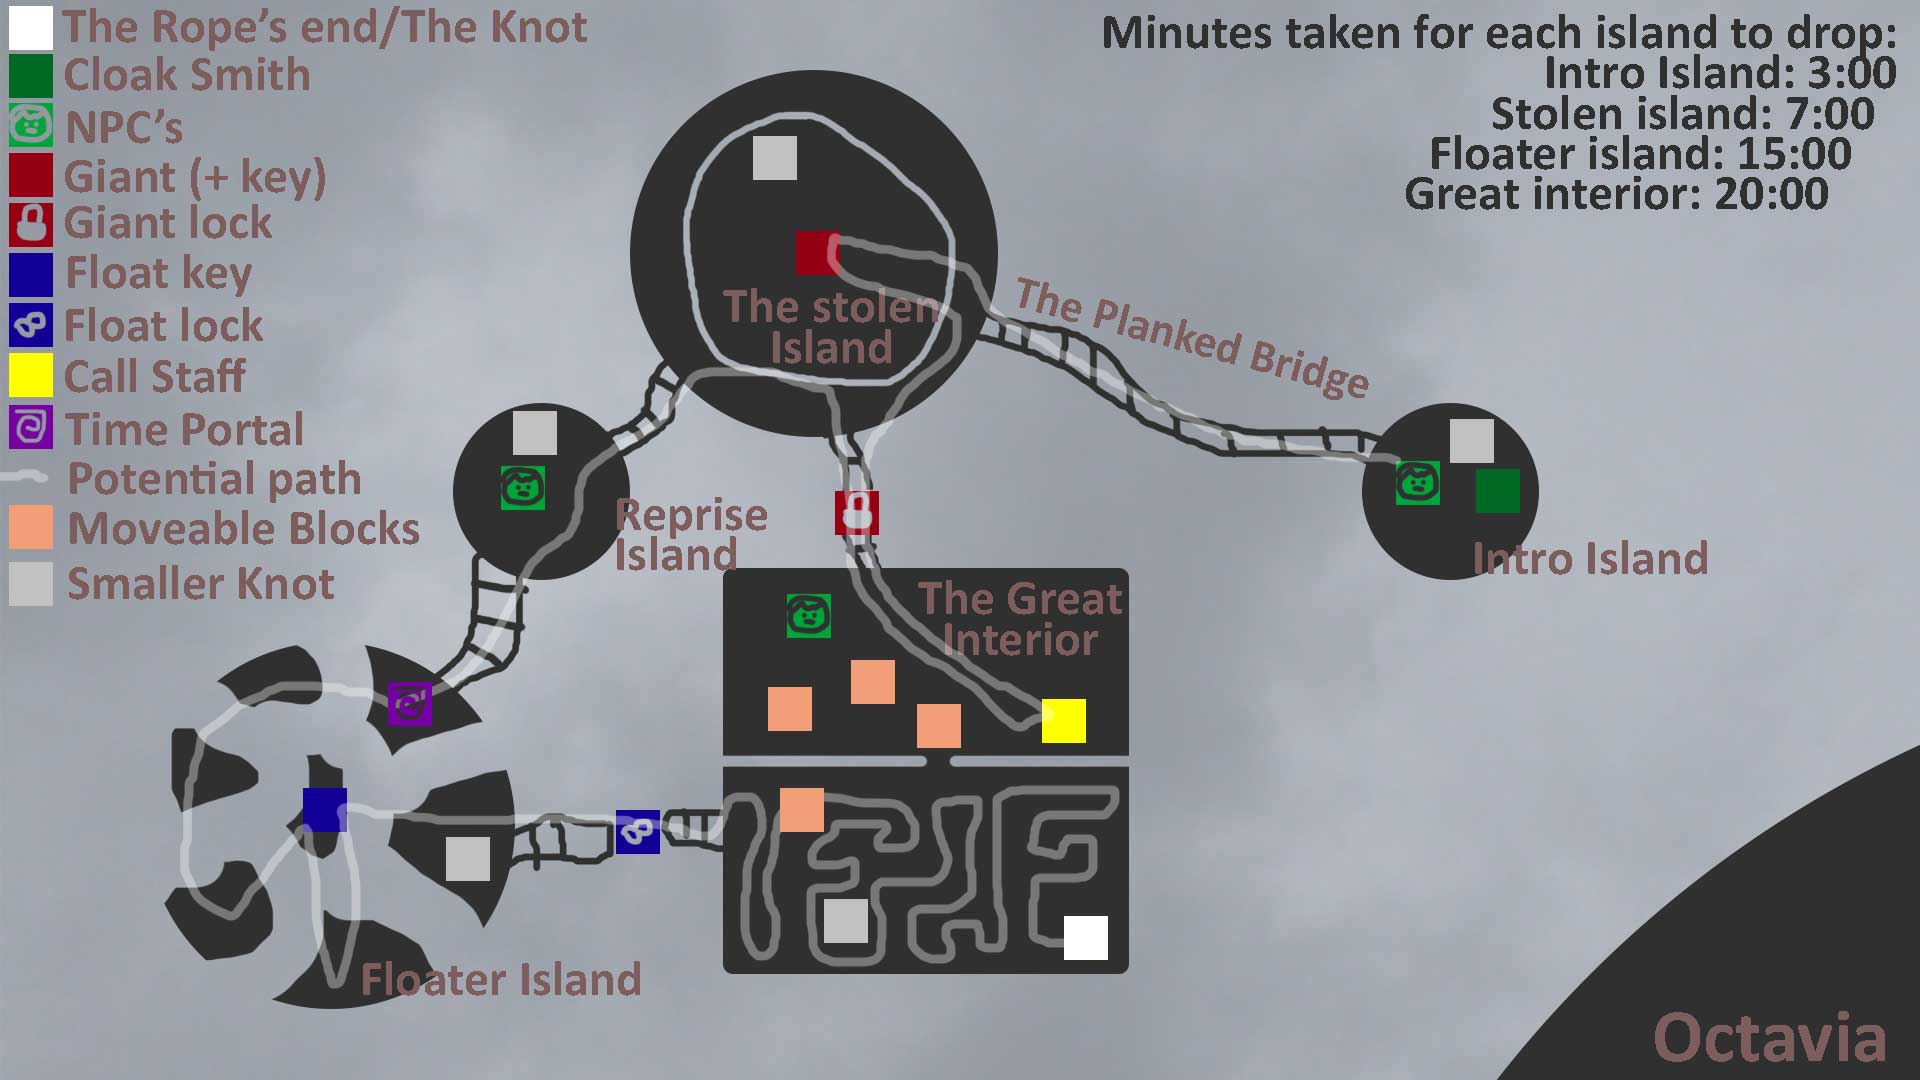 The Rope's end/The Knot
Cloak Smith
NPC's
Giant (+ key)
Giant lock
Float key
Float lock
Call Staff
Time Portal
Potential path
Moveable Blocks
Smaller Knot
Minutes taken for each island to drop:
Intro Island: 3:00
Stolen island: 7:00
Floater island: 15:00
Great interior: 20:00
The stolen
Island
The Planked Bridge
Reprise
Island
Intro Island
The Great
Interior
Floater Island
Octavia